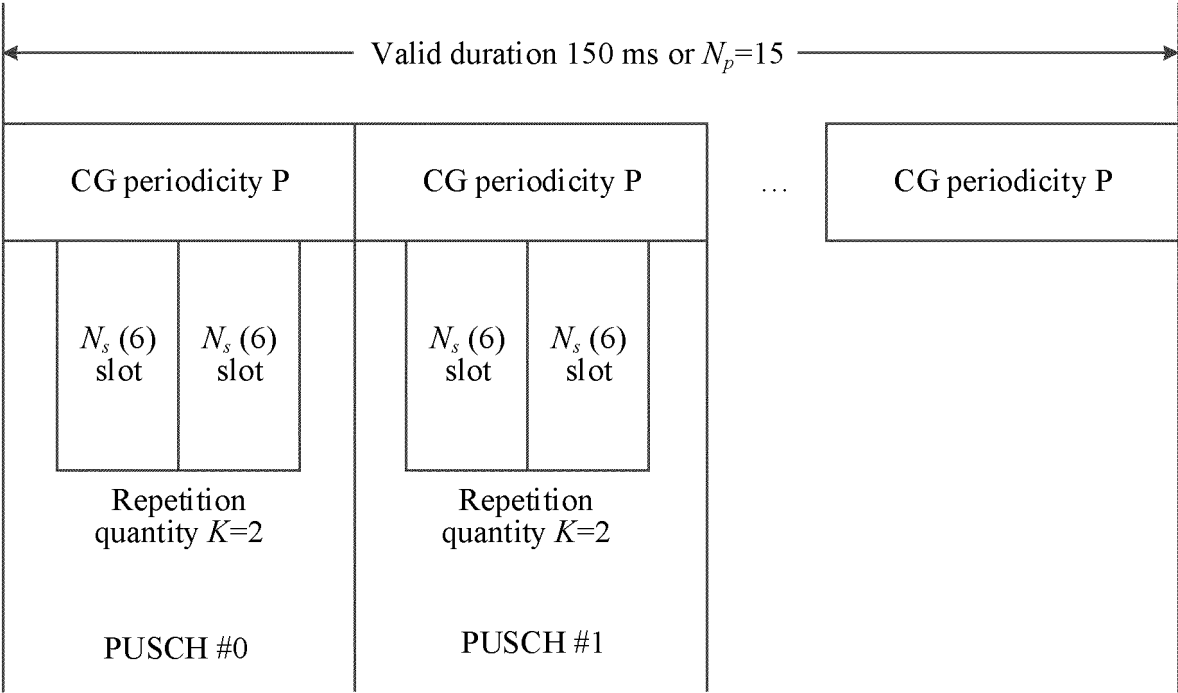 Valid duration 150 ms or Nₚ=15
CG periodicity P
CG periodicity P
...
CG periodicity P
Nₛ (6)
slot
Nₛ (6)
slot
Nₛ (6)
slot
Nₛ (6)
slot
Repetition
quantity K=2
Repetition
quantity K=2
PUSCH #0
PUSCH #1